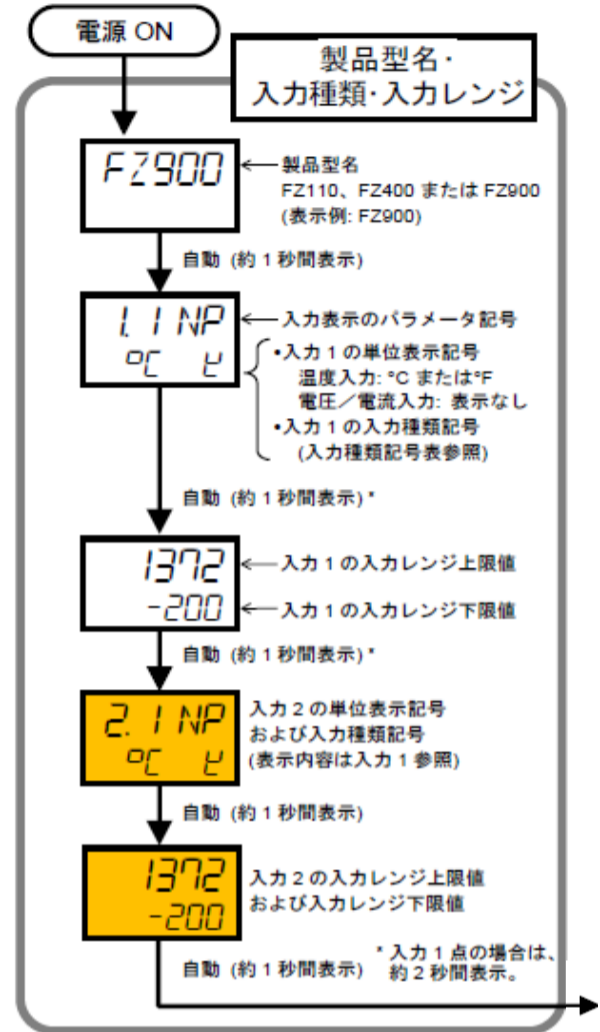 電源 ON
製品型名・
入力種類・入力レンジ
FZ900
製品型名
FZ110、FZ400 または FZ900
(表示例: FZ900)
自動 (約 1 秒間表示)
1. I NP
入力表示のパラメータ記号
℃ K
•入力 1 の単位表示記号
温度入力: °C または°F
電圧／電流入力: 表示なし
•入力 1 の入力種類記号
(入力種類記号表参照)
自動 (約 1 秒間表示) *
1372
入力 1 の入力レンジ上限値
-200
入力 1 の入力レンジ下限値
自動 (約 1 秒間表示) *
2. I NP
℃ K
入力 2 の単位表示記号
および入力種類記号
(表示内容は入力 1 参照)
自動 (約 1 秒間表示)
1372
-200
入力 2 の入力レンジ上限値
および入力レンジ下限値
自動 (約 1 秒間表示)
* 入力 1 点の場合は、
約 2 秒間表示。